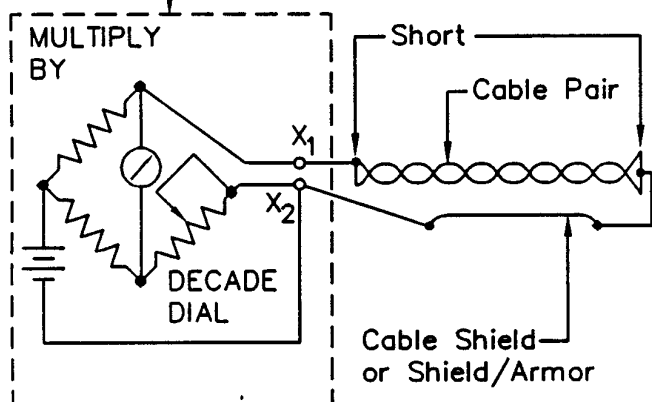 MULTIPLY
BY
Short
Cable Pair
X1
X2
DECADE
DIAL
Cable Shield
or Shield/Armor